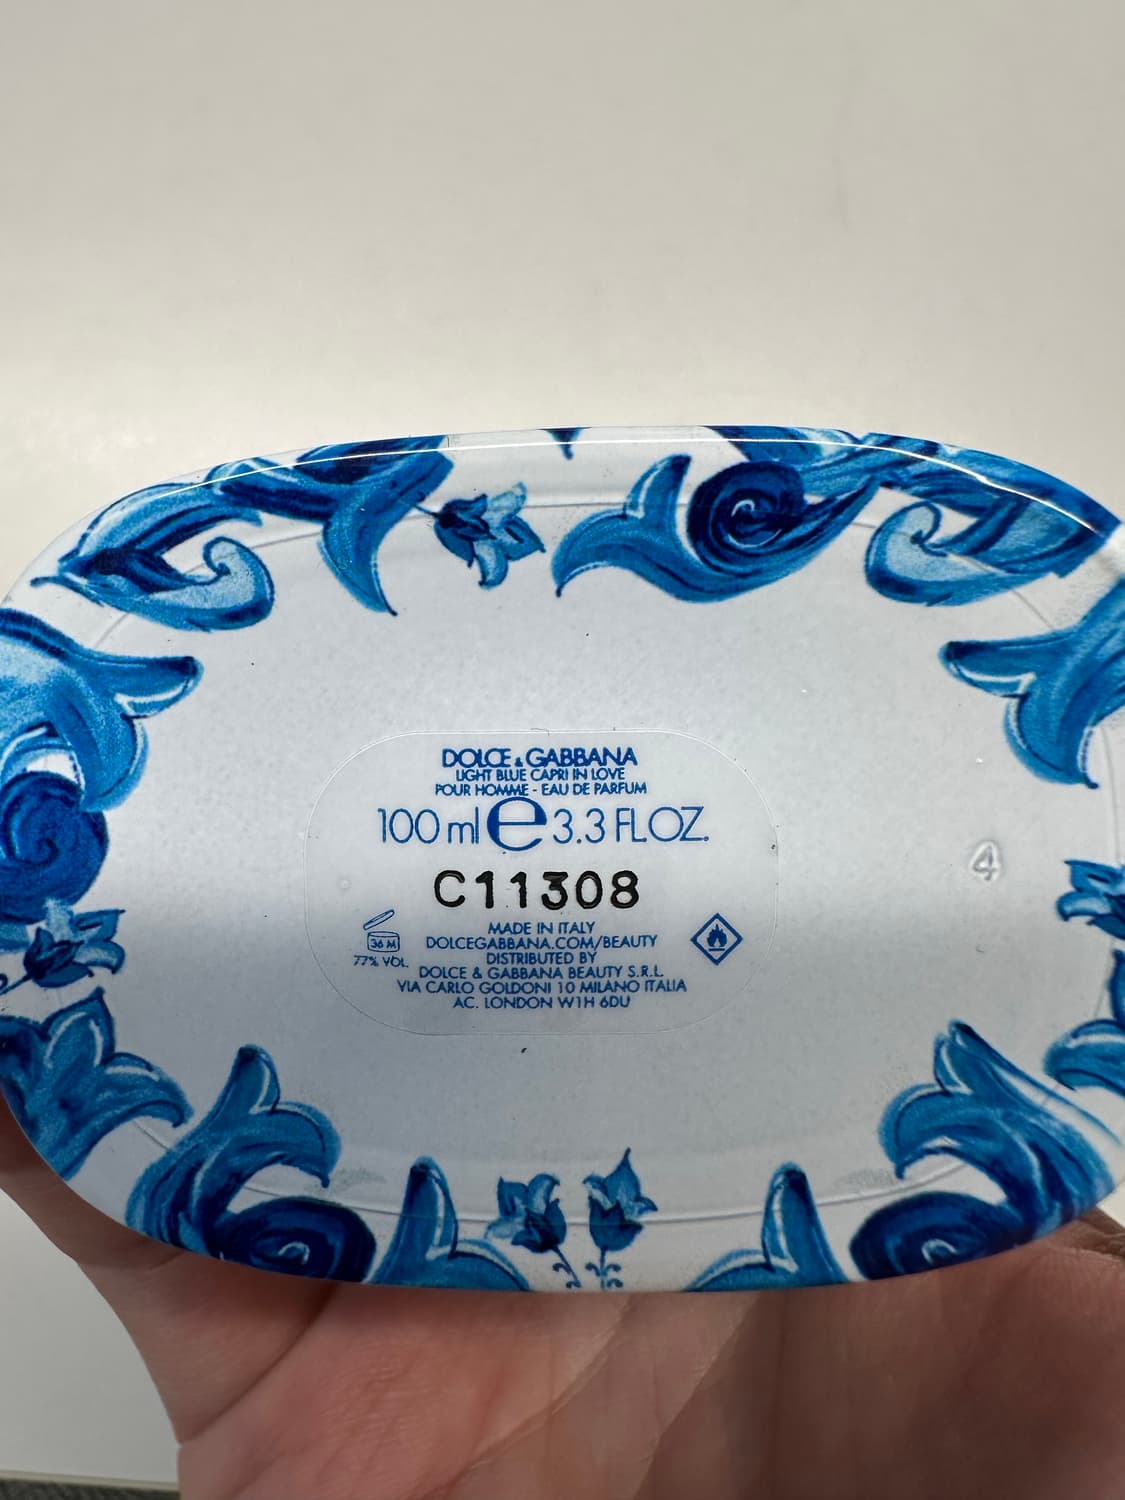 DOLCE & GABBANA
LIGHT BLUE CAPRI IN LOVE
POUR HOMME - EAU DE PARFUM
100 ml e 3.3 FL.OZ.
C11308
36 M
77% VOL.
MADE IN ITALY
DOLCEGABBANA.COM/BEAUTY
DISTRIBUTED BY
DOLCE & GABBANA BEAUTY S.R.L.
VIA CARLO GOLDONI 10 MILANO ITALIA
AC. LONDON W1H 6DU
4